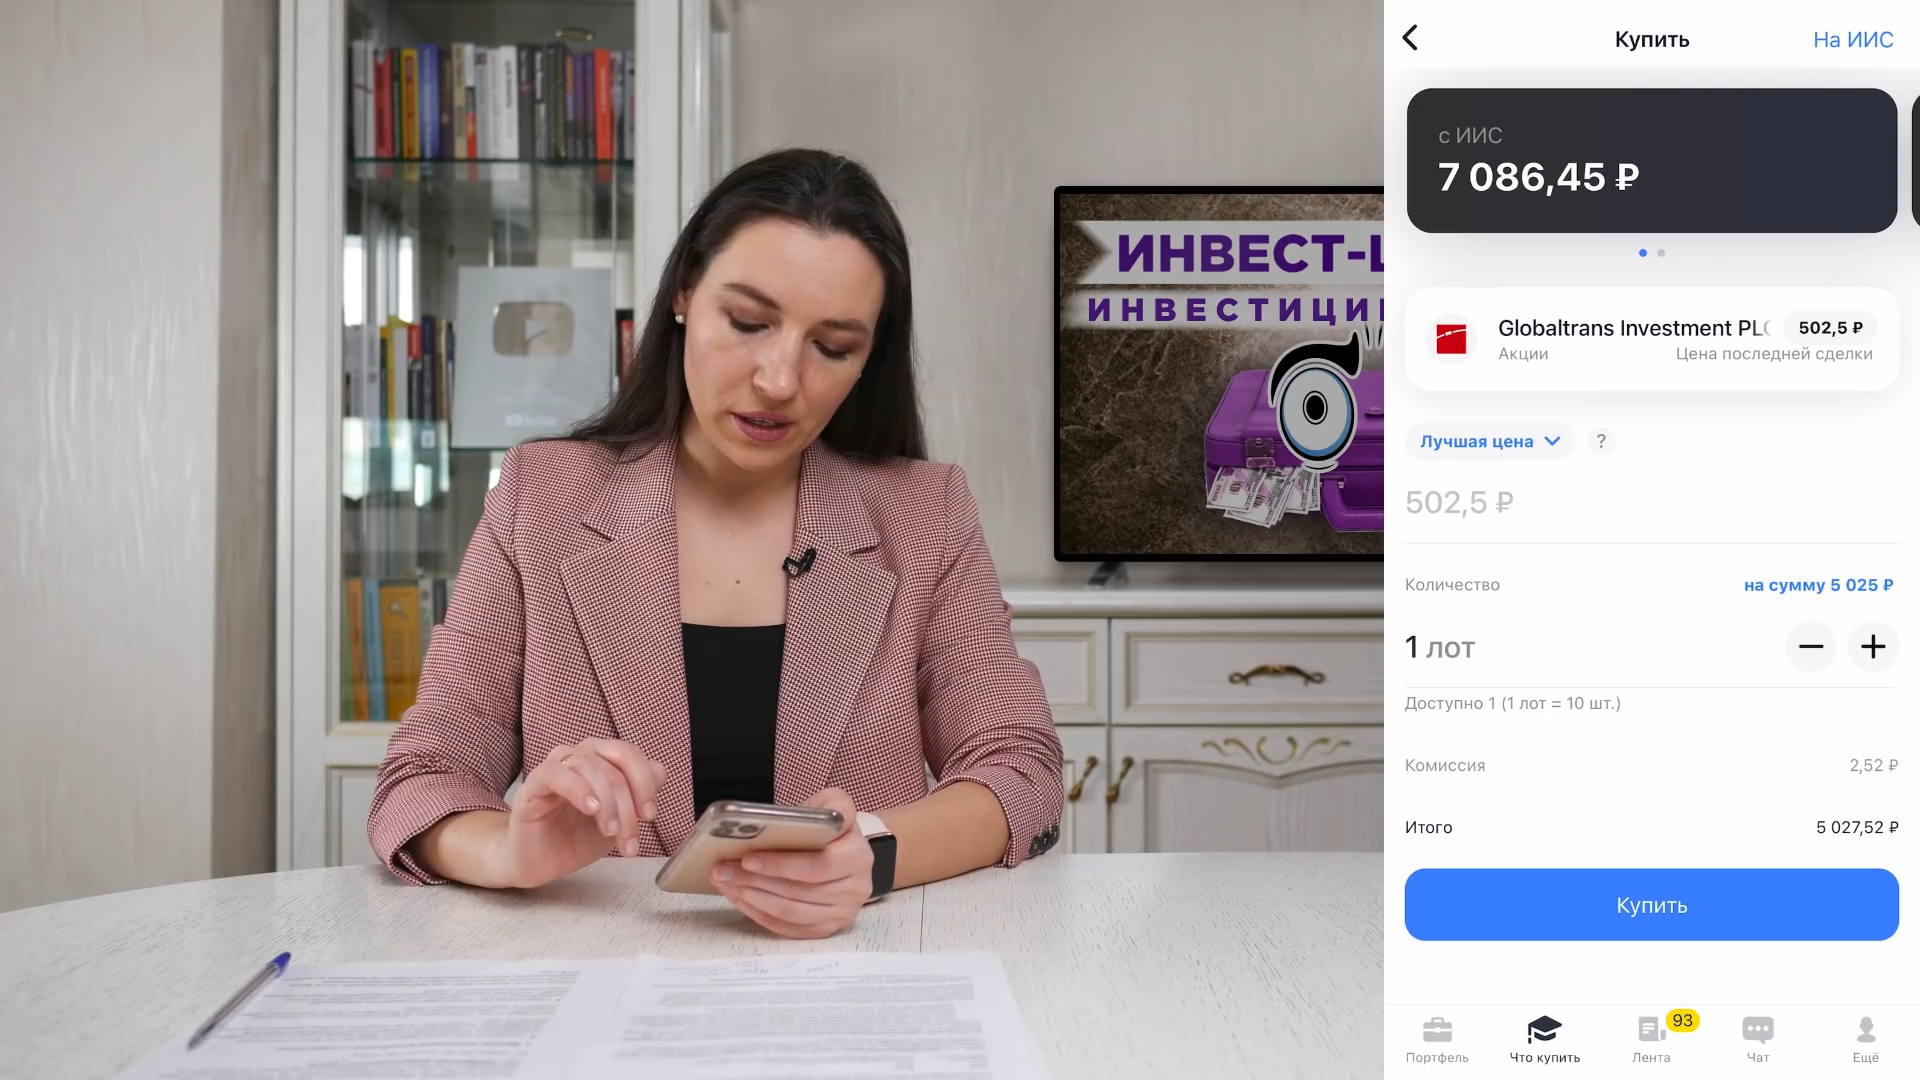 ИНВЕСТ-
ИНВЕСТИЦИ
Купить
На ИИС
с ИИС
7 086,45 ₽
Globaltrans Investment PL
502,5 ₽
Акции
Цена последней сделки
Лучшая цена
?
502,5 ₽
Количество
на сумму 5 025 ₽
1 лот
Доступно 1 (1 лот = 10 шт.)
Комиссия
2,52 ₽
Итого
5 027,52 ₽
Купить
93
Портфель
Что купить
Лента
Чат
Ещё